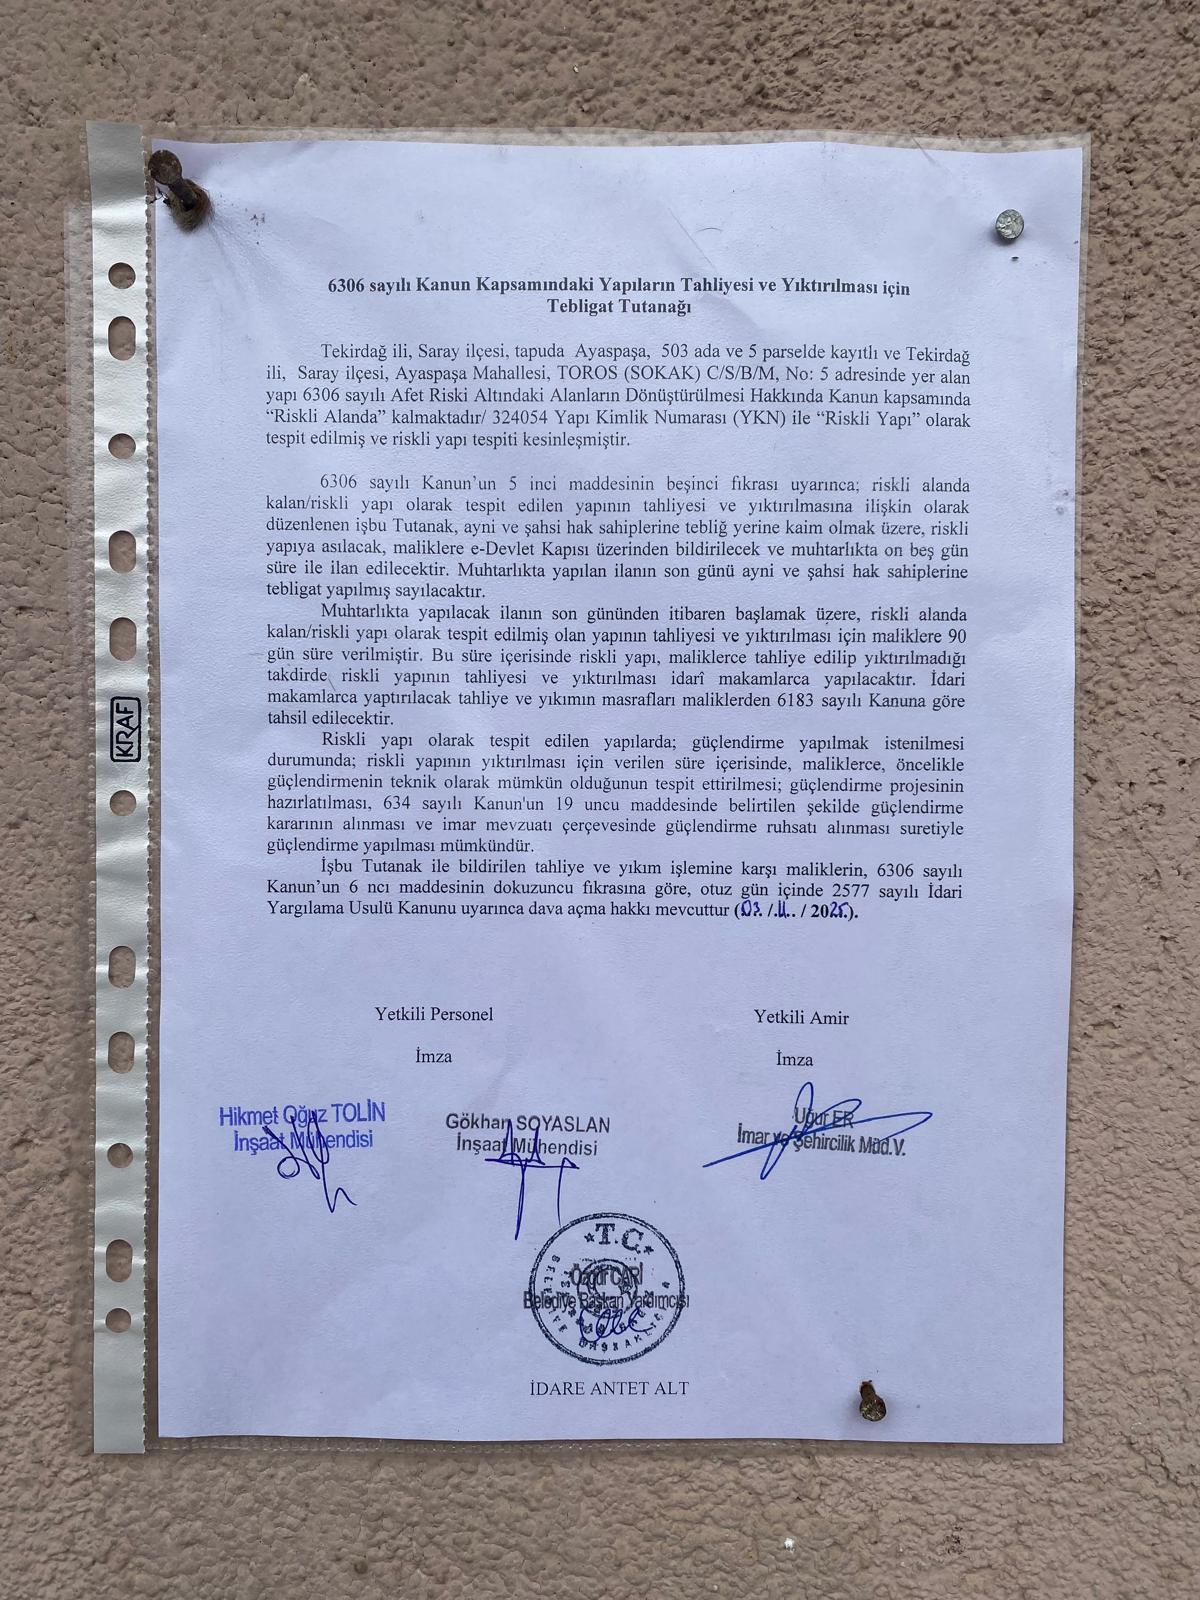 6306 sayılı Kanun Kapsamındaki Yapıların Tahliyesi ve Yıktırılması için
Tebligat Tutanağı
Tekirdağ ili, Saray ilçesi, tapuda Ayaspaşa, 503 ada ve 5 parselde kayıtlı ve Tekirdağ
ili, Saray ilçesi, Ayaspaşa Mahallesi, TOROS (SOKAK) C/S/B/M, No: 5 adresinde yer alan
yapı 6306 sayılı Afet Riski Altındaki Alanların Dönüştürülmesi Hakkında Kanun kapsamında
“Riskli Alanda” kalmaktadır/ 324054 Yapı Kimlik Numarası (YKN) ile “Riskli Yapı” olarak
tespit edilmiş ve riskli yapı tespiti kesinleşmiştir.
6306 sayılı Kanun’un 5 inci maddesinin beşinci fıkrası uyarınca; riskli alanda
kalan/riskli yapı olarak tespit edilen yapının tahliyesi ve yıktırılmasına ilişkin olarak
düzenlenen işbu Tutanak, ayni ve şahsi hak sahiplerine tebliğ yerine kaim olmak üzere, riskli
yapıya asılacak, maliklere e-Devlet Kapısı üzerinden bildirilecek ve muhtarlıkta on beş gün
süre ile ilan edilecektir. Muhtarlıkta yapılan ilanın son günü ayni ve şahsi hak sahiplerine
tebligat yapılmış sayılacaktır.
Muhtarlıkta yapılacak ilanın son gününden itibaren başlamak üzere, riskli alanda
kalan/riskli yapı olarak tespit edilmiş olan yapının tahliyesi ve yıktırılması için maliklere 90
gün süre verilmiştir. Bu süre içerisinde riskli yapı, maliklerce tahliye edilip yıktırılmadığı
takdirde riskli yapının tahliyesi ve yıktırılması idarî makamlarca yapılacaktır. İdari
makamlarca yaptırılacak tahliye ve yıkımın masrafları maliklerden 6183 sayılı Kanuna göre
tahsil edilecektir.
Riskli yapı olarak tespit edilen yapılarda; güçlendirme yapılmak istenilmesi
durumunda; riskli yapının yıktırılması için verilen süre içerisinde, maliklerce, öncelikle
güçlendirmenin teknik olarak mümkün olduğunun tespit ettirilmesi; güçlendirme projesinin
hazırlatılması, 634 sayılı Kanun'un 19 uncu maddesinde belirtilen şekilde güçlendirme
kararının alınması ve imar mevzuatı çerçevesinde güçlendirme ruhsatı alınması suretiyle
güçlendirme yapılması mümkündür.
İşbu Tutanak ile bildirilen tahliye ve yıkım işlemine karşı maliklerin, 6306 sayılı
Kanun’un 6 ncı maddesinin dokuzuncu fıkrasına göre, otuz gün içinde 2577 sayılı İdari
Yargılama Usulü Kanunu uyarınca dava açma hakkı mevcuttur (03. /.11.. / 2025.).
Yetkili Personel
Yetkili Amir
İmza
İmza
Hikmet Oğuz TOLİN
İnşaat Mühendisi
Gökhan SOYASLAN
İnşaat Mühendisi
Uğur ER
İmar ve Şehircilik Müd.V.
T.C.
Özgür CARİ
Belediye Başkan Yardımcısı
İDARE ANTET ALT
KRAF